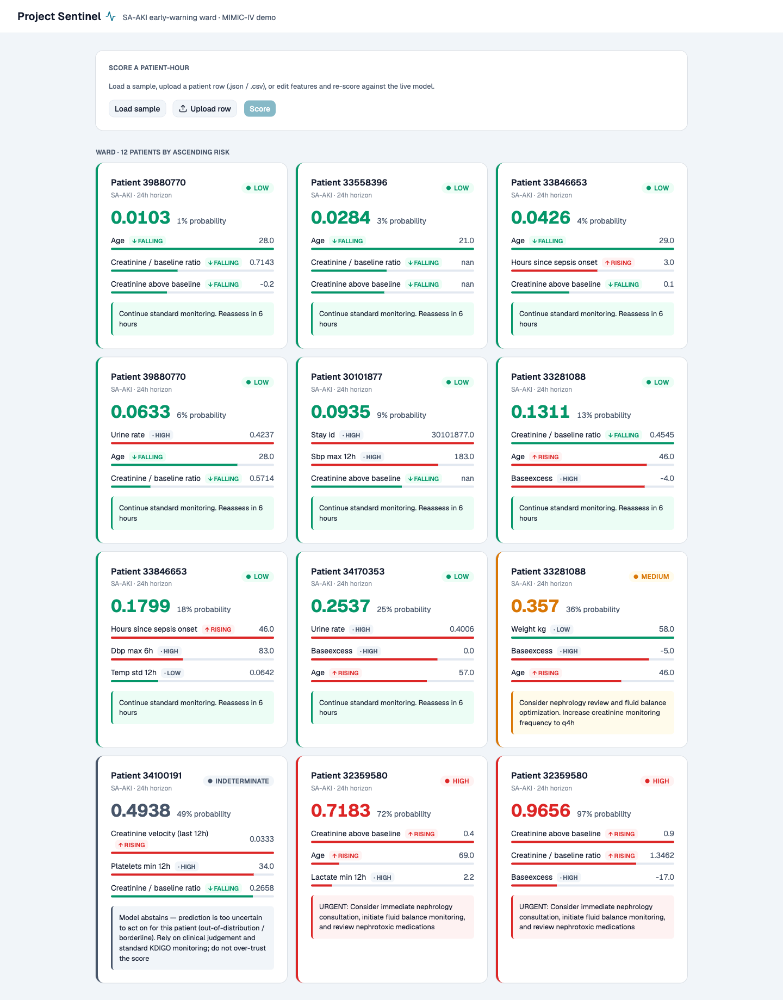 Project Sentinel SA-AKI early-warning ward · MIMIC-IV demo
SCORE A PATIENT-HOUR
Load a sample, upload a patient row (.json / .csv), or edit features and re-score against the live model.
Load sample Upload row Score
WARD · 12 PATIENTS BY ASCENDING RISK
Patient 39880770
LOW
SA-AKI · 24h horizon
0.0103 1% probability
Age ↓ FALLING 28.0
Creatinine / baseline ratio ↓ FALLING 0.7143
Creatinine above baseline ↓ FALLING -0.2
Continue standard monitoring. Reassess in 6
hours
Patient 33558396
LOW
SA-AKI · 24h horizon
0.0284 3% probability
Age ↓ FALLING 21.0
Creatinine / baseline ratio ↓ FALLING nan
Creatinine above baseline ↓ FALLING nan
Continue standard monitoring. Reassess in 6
hours
Patient 33846653
LOW
SA-AKI · 24h horizon
0.0426 4% probability
Age ↓ FALLING 29.0
Hours since sepsis onset ↑ RISING 3.0
Creatinine above baseline ↓ FALLING 0.1
Continue standard monitoring. Reassess in 6
hours
Patient 39880770
LOW
SA-AKI · 24h horizon
0.0633 6% probability
Urine rate · HIGH 0.4237
Age ↓ FALLING 28.0
Creatinine / baseline ratio ↓ FALLING 0.5714
Continue standard monitoring. Reassess in 6
hours
Patient 30101877
LOW
SA-AKI · 24h horizon
0.0935 9% probability
Stay id · HIGH 30101877.0
Sbp max 12h · HIGH 183.0
Creatinine above baseline ↓ FALLING nan
Continue standard monitoring. Reassess in 6
hours
Patient 33281088
LOW
SA-AKI · 24h horizon
0.1311 13% probability
Creatinine / baseline ratio ↓ FALLING 0.4545
Age ↑ RISING 46.0
Baseexcess · HIGH -4.0
Continue standard monitoring. Reassess in 6
hours
Patient 33846653
LOW
SA-AKI · 24h horizon
0.1799 18% probability
Hours since sepsis onset ↑ RISING 46.0
Dbp max 6h · HIGH 83.0
Temp std 12h · LOW 0.0642
Continue standard monitoring. Reassess in 6
hours
Patient 34170353
LOW
SA-AKI · 24h horizon
0.2537 25% probability
Urine rate · HIGH 0.4006
Baseexcess · HIGH 0.0
Age ↑ RISING 57.0
Continue standard monitoring. Reassess in 6
hours
Patient 33281088
MEDIUM
SA-AKI · 24h horizon
0.357 36% probability
Weight kg · LOW 58.0
Baseexcess · HIGH -5.0
Age ↑ RISING 46.0
Consider nephrology review and fluid balance
optimization. Increase creatinine monitoring
frequency to q4h
Patient 34100191
INDETERMINATE
SA-AKI · 24h horizon
0.4938 49% probability
Creatinine velocity (last 12h) 0.0333
↑ RISING
Platelets min 12h · HIGH 34.0
Creatinine / baseline ratio ↓ FALLING 0.2658
Model abstains — prediction is too uncertain
to act on for this patient (out-of-distribution /
borderline). Rely on clinical judgement and
standard KDIGO monitoring; do not over-trust
the score
Patient 32359580
HIGH
SA-AKI · 24h horizon
0.7183 72% probability
Creatinine above baseline ↑ RISING 0.4
Age ↑ RISING 69.0
Lactate min 12h · HIGH 2.2
URGENT: Consider immediate nephrology
consultation, initiate fluid balance monitoring,
and review nephrotoxic medications
Patient 32359580
HIGH
SA-AKI · 24h horizon
0.9656 97% probability
Creatinine above baseline ↑ RISING 0.9
Creatinine / baseline ratio ↑ RISING 1.3462
Baseexcess · HIGH -17.0
URGENT: Consider immediate nephrology
consultation, initiate fluid balance monitoring,
and review nephrotoxic medications